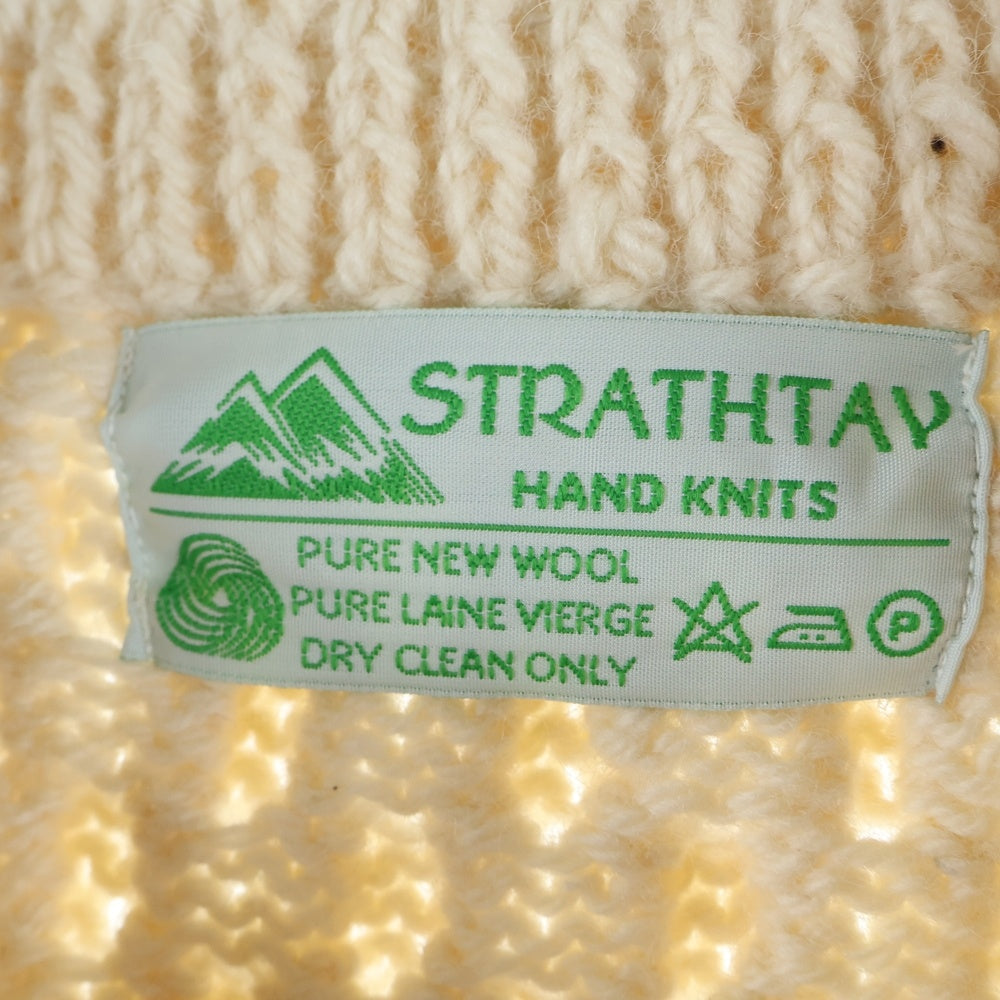 STRATHTAY
HAND KNITS
PURE NEW WOOL
PURE LAINE VIERGE
DRY CLEAN ONLY
P